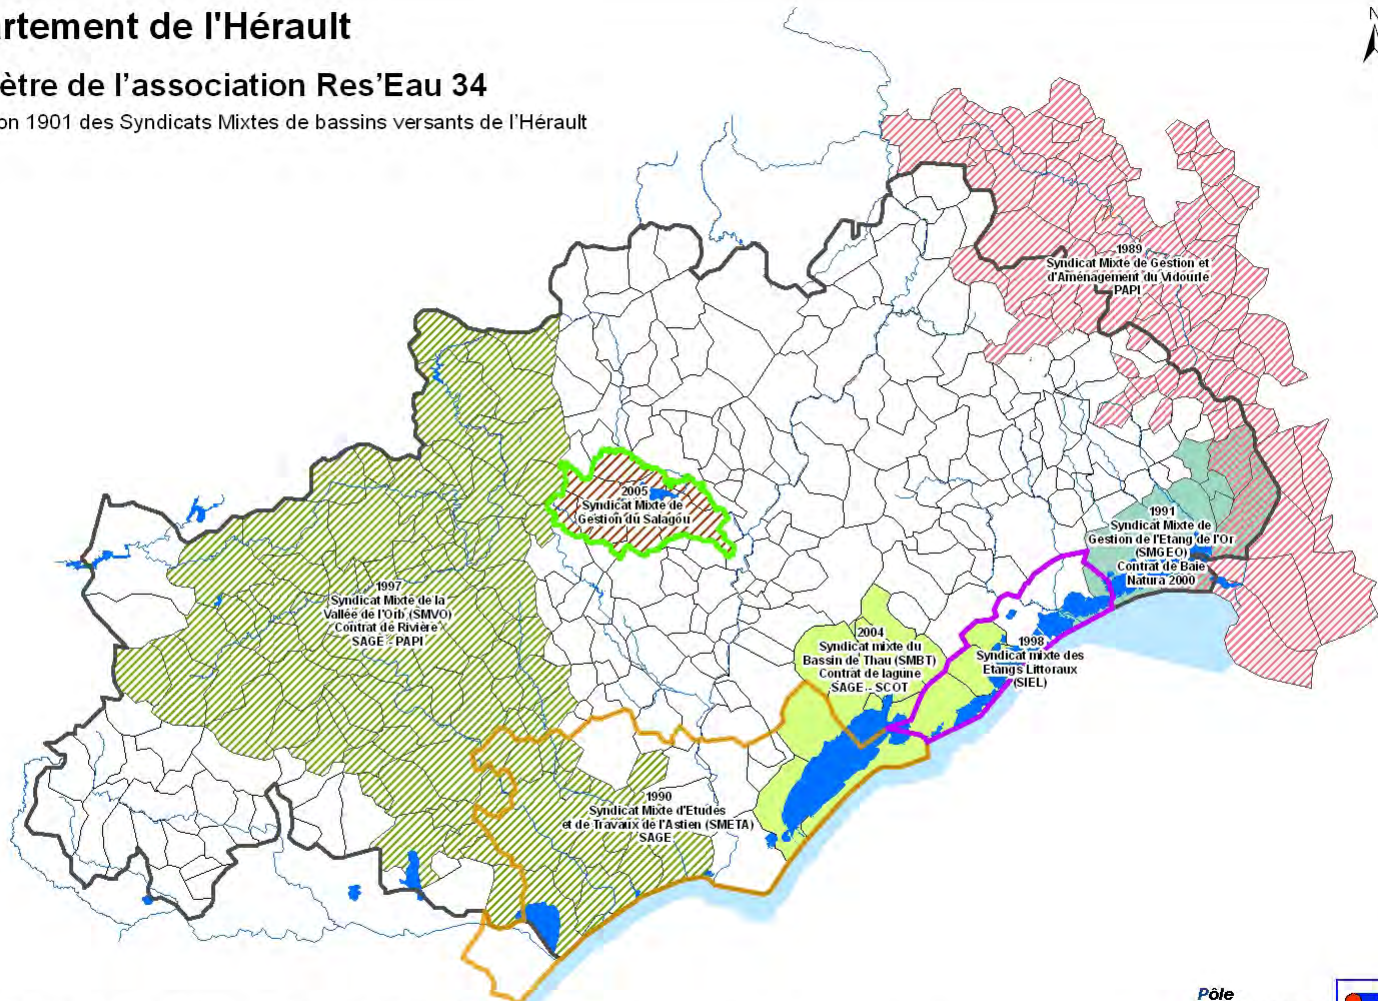 rtement de l'Hérault
ètre de l’association Res’Eau 34
on 1901 des Syndicats Mixtes de bassins versants de l’Hérault
N
1989
Syndicat Mixte de Gestion et
d'Aménagement du Vidourle
PAPI
2005
Syndicat Mixte de
Gestion du Salagou
1991
Syndicat Mixte de
Gestion de l'Etang de l'Or
(SMGEO)
Contrat de Baie
Natura 2000
1997
Syndicat Mixte de la
Vallée de l'Orb (SMVO)
Contrat de Rivière
SAGE - PAPI
2004
Syndicat mixte du
Bassin de Thau (SMBT)
Contrat de lagune
SAGE - SCOT
1998
Syndicat mixte des
Etangs Littoraux
(SIEL)
1990
Syndicat Mixte d'Etudes
et de Travaux de l'Astien (SMETA)
SAGE
Pôle